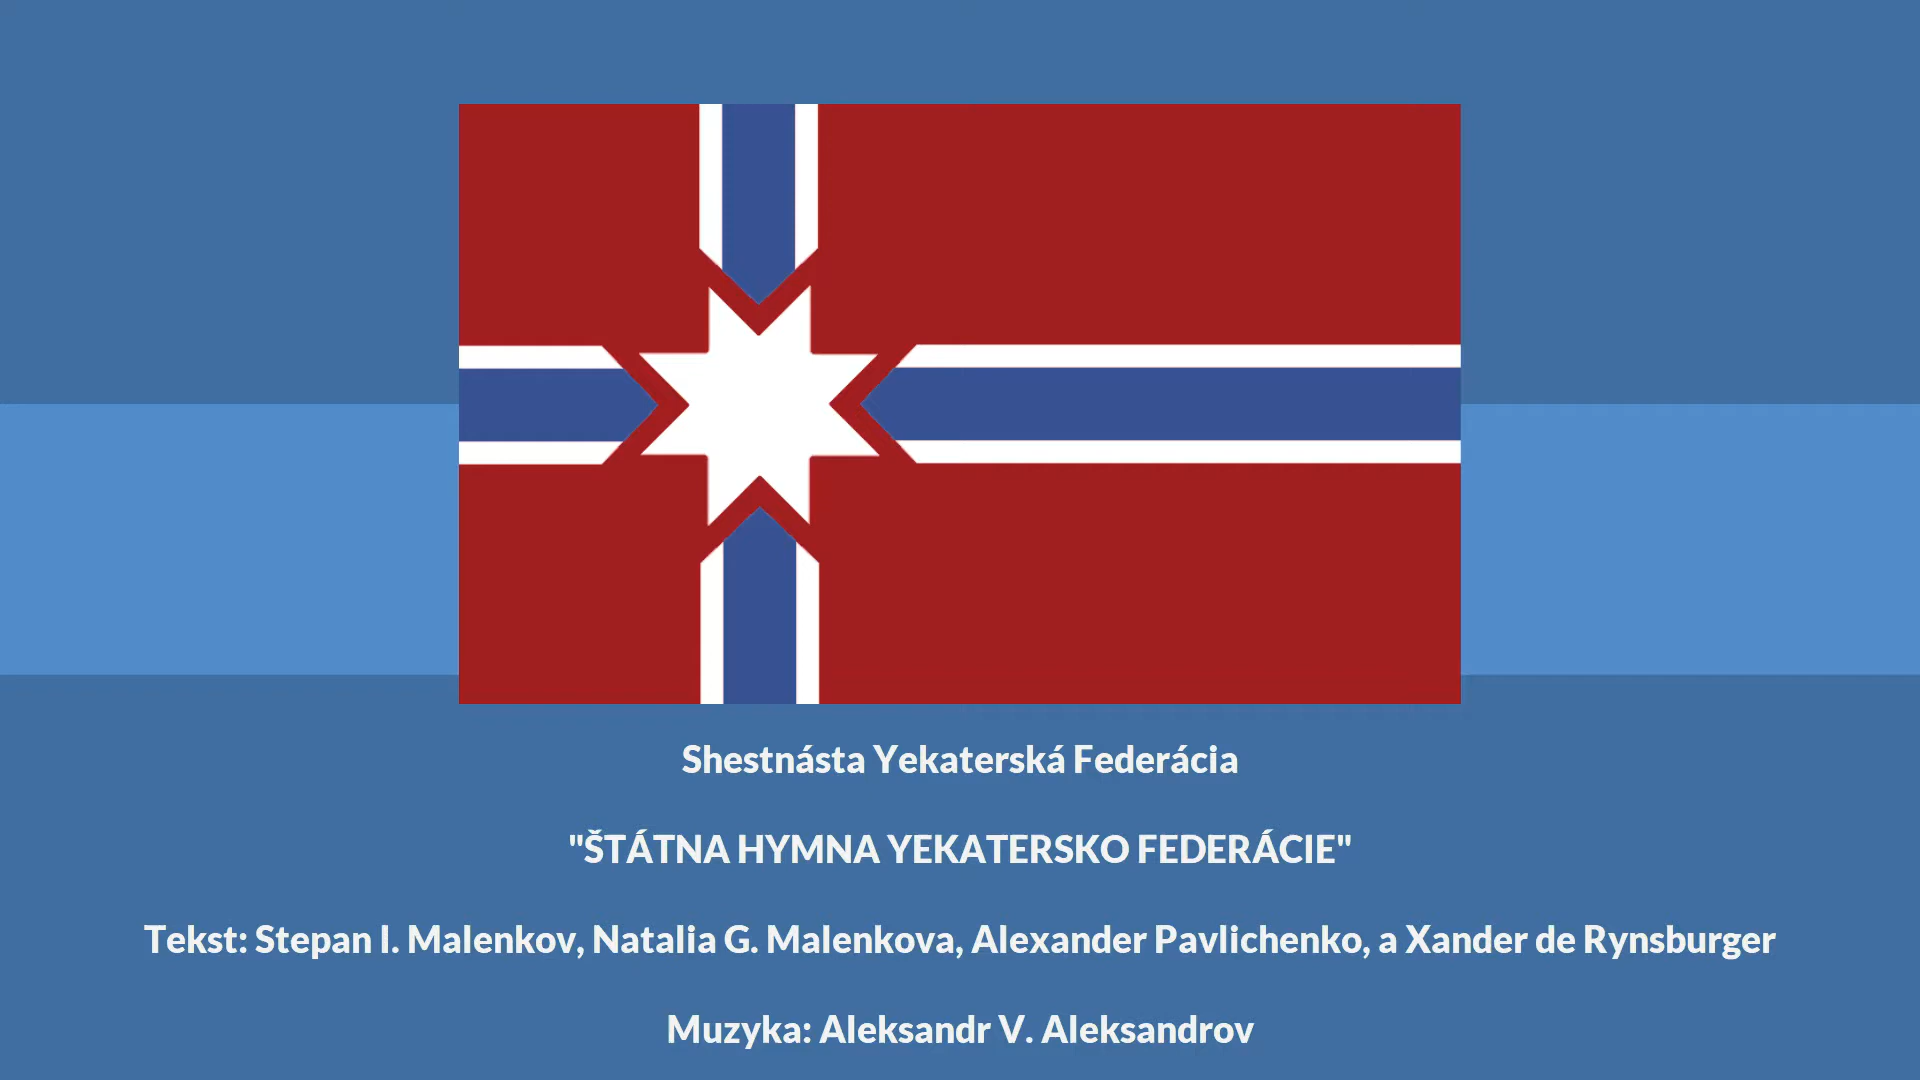 Shestnásta Yekaterská Federácia
"ŠTÁTNA HYMNA YEKATERSKO FEDERÁCIE"
Tekst: Stepan I. Malenkov, Natalia G. Malenkova, Alexander Pavlichenko, a Xander de Rynsburger
Muzyka: Aleksandr V. Aleksandrov